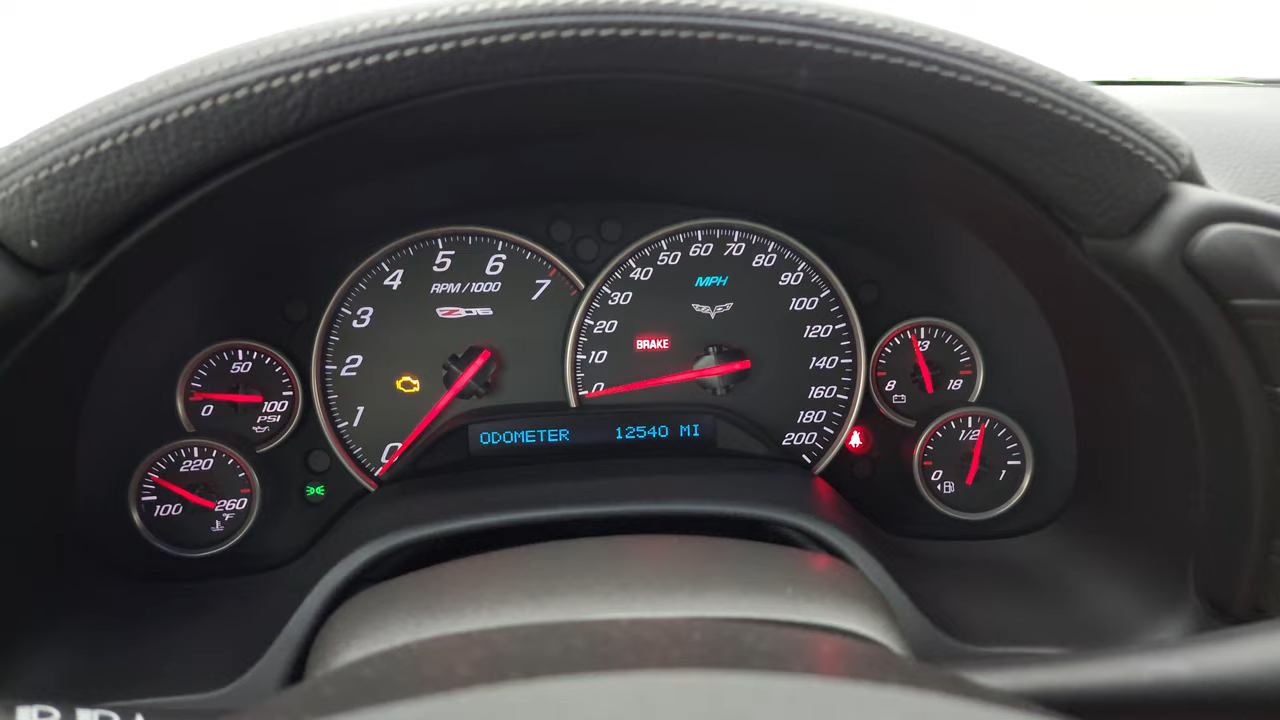 4 5 6
3 7
RPM/1000
Z06
2
1
0
50 60 70 80
40 90
30 100
20 120
10 140
0 160
180
200
MPH
BRAKE
ODOMETER 12540 MI
50
0 100
PSI
220
100 260
°F
13
8 18
1/2
0 1